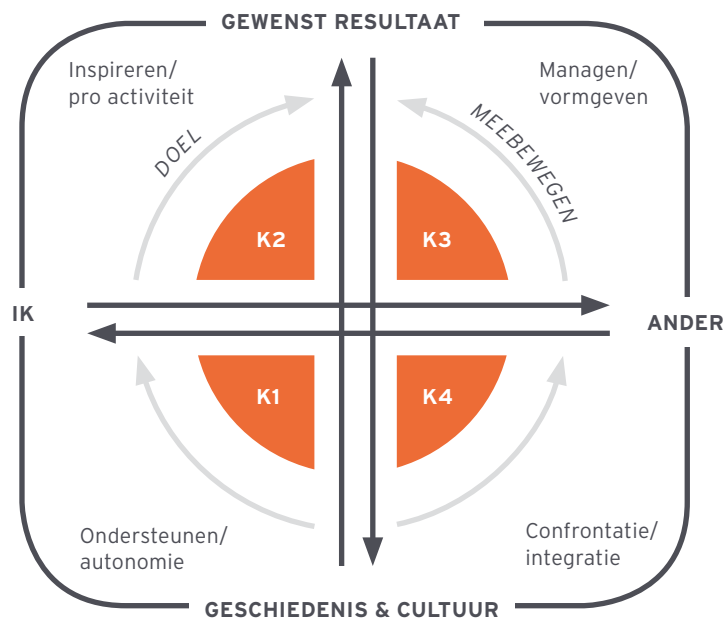 GEWENST RESULTAAT
Inspireren/
pro activiteit
Managen/
vormgeven
DOEL
MEEBEWEGEN
K2
K3
IK
ANDER
K1
K4
Ondersteunen/
autonomie
Confrontatie/
integratie
GESCHIEDENIS & CULTUUR